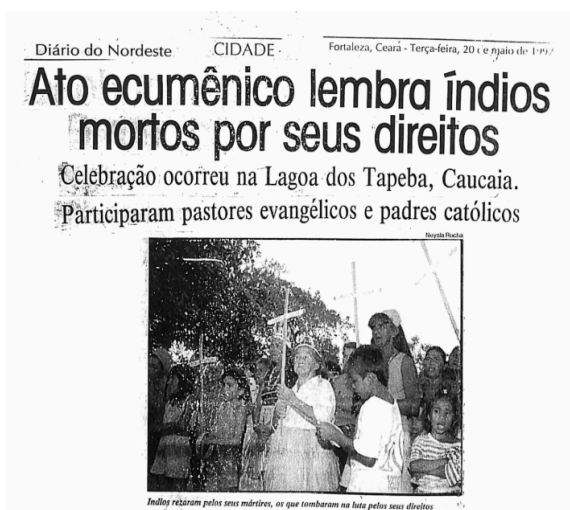 Diário do Nordeste CIDADE Fortaleza, Ceará - Terça-feira, 20 de maio de
Ato ecumênico lembra índios
mortos por seus direitos
Celebração ocorreu na Lagoa dos Tapeba, Caucaia.
Participaram pastores evangélicos e padres católicos
Neysla Rocha
Índios rezaram pelos seus mártires, os que tombaram na luta pelos seus direitos